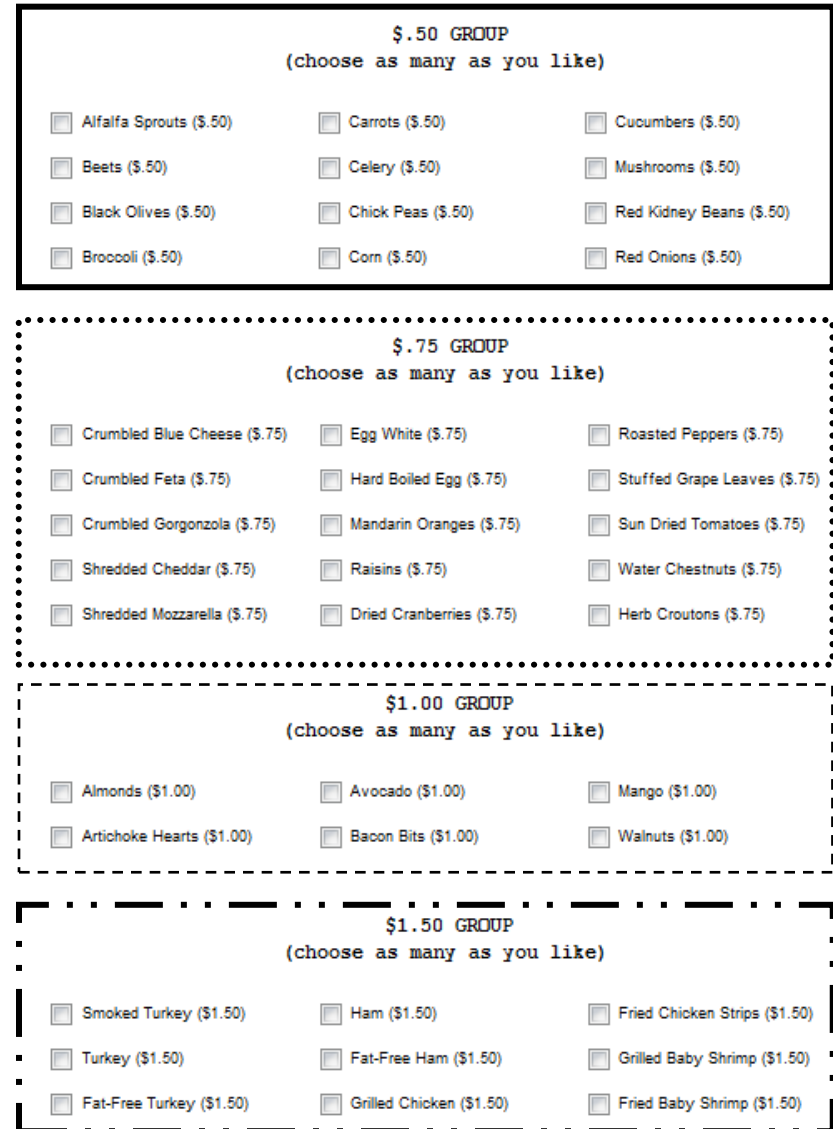 $.50 GROUP
(choose as many as you like)
Alfalfa Sprouts ($.50) Carrots ($.50) Cucumbers ($.50)
Beets ($.50) Celery ($.50) Mushrooms ($.50)
Black Olives ($.50) Chick Peas ($.50) Red Kidney Beans ($.50)
Broccoli ($.50) Corn ($.50) Red Onions ($.50)
$.75 GROUP
(choose as many as you like)
Crumbled Blue Cheese ($.75) Egg White ($.75) Roasted Peppers ($.75)
Crumbled Feta ($.75) Hard Boiled Egg ($.75) Stuffed Grape Leaves ($.75)
Crumbled Gorgonzola ($.75) Mandarin Oranges ($.75) Sun Dried Tomatoes ($.75)
Shredded Cheddar ($.75) Raisins ($.75) Water Chestnuts ($.75)
Shredded Mozzarella ($.75) Dried Cranberries ($.75) Herb Croutons ($.75)
$1.00 GROUP
(choose as many as you like)
Almonds ($1.00) Avocado ($1.00) Mango ($1.00)
Artichoke Hearts ($1.00) Bacon Bits ($1.00) Walnuts ($1.00)
$1.50 GROUP
(choose as many as you like)
Smoked Turkey ($1.50) Ham ($1.50) Fried Chicken Strips ($1.50)
Turkey ($1.50) Fat-Free Ham ($1.50) Grilled Baby Shrimp ($1.50)
Fat-Free Turkey ($1.50) Grilled Chicken ($1.50) Fried Baby Shrimp ($1.50)